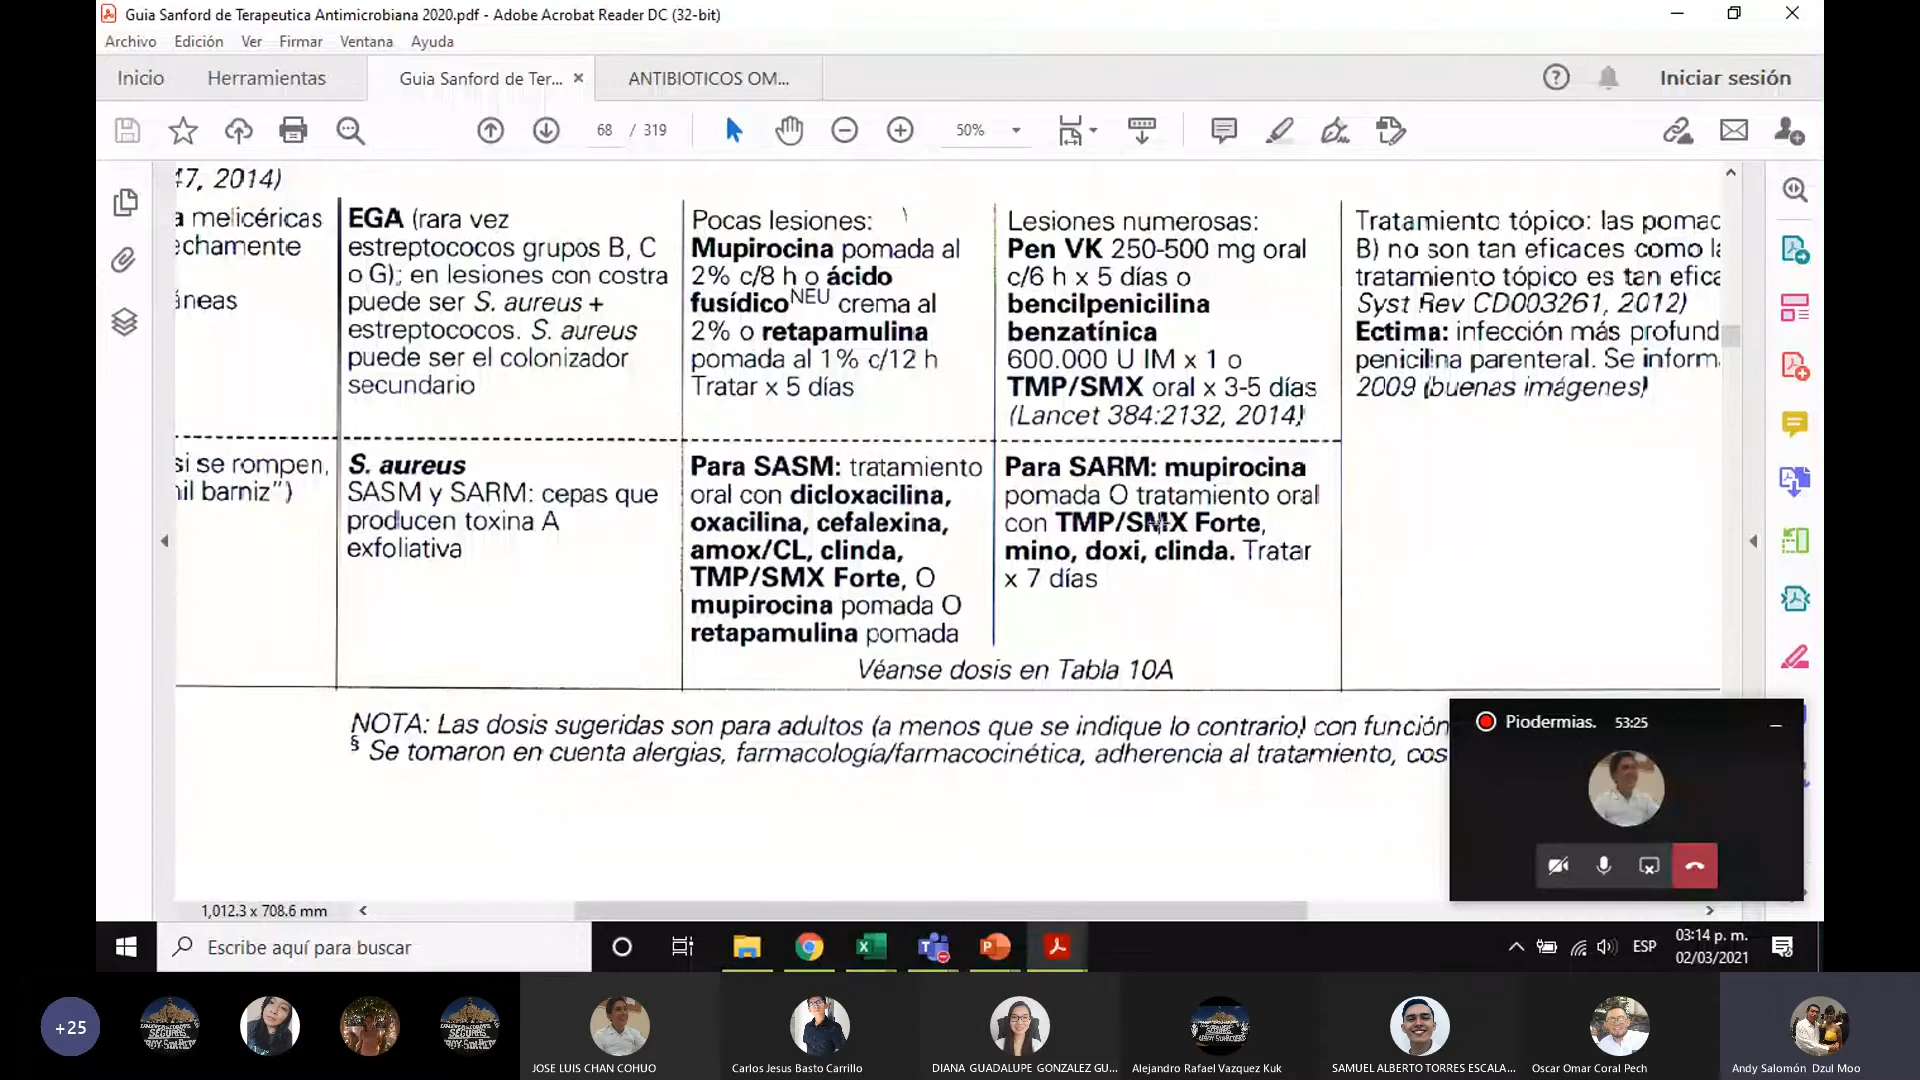 Guia Sanford de Terapeutica Antimicrobiana 2020.pdf - Adobe Acrobat Reader DC (32-bit)
Archivo Edición Ver Firmar Ventana Ayuda
Inicio Herramientas Guia Sanford de Ter... × ANTIBIOTICOS OM... Iniciar sesión
68 / 319 50%
47, 2014)
a melicéricas
echamente
áneas
EGA (rara vez
estreptococos grupos B, C
o G); en lesiones con costra
puede ser S. aureus +
estreptococos. S. aureus
puede ser el colonizador
secundario
Pocas lesiones:
Mupirocina pomada al
2% c/8 h o ácido
fusídicoNEU crema al
2% o retapamulina
pomada al 1% c/12 h
Tratar x 5 días
Lesiones numerosas:
Pen VK 250-500 mg oral
c/6 h x 5 días o
bencilpenicilina
benzatínica
600.000 U IM x 1 o
TMP/SMX oral x 3-5 días
(Lancet 384:2132, 2014)
Tratamiento tópico: las pomad
B) no son tan eficaces como la
tratamiento tópico es tan efica
Syst Rev CD003261, 2012)
Ectima: infección más profund
penicilina parenteral. Se inform
2009 (buenas imágenes)
si se rompen,
nil barniz")
S. aureus
SASM y SARM: cepas que
producen toxina A
exfoliativa
Para SASM: tratamiento
oral con dicloxacilina,
oxacilina, cefalexina,
amox/CL, clinda,
TMP/SMX Forte, O
mupirocina pomada O
retapamulina pomada
Para SARM: mupirocina
pomada O tratamiento oral
con TMP/SMX Forte,
mino, doxi, clinda. Tratar
x 7 días
Véanse dosis en Tabla 10A
NOTA: Las dosis sugeridas son para adultos (a menos que se indique lo contrario) con función
§ Se tomaron en cuenta alergias, farmacología/farmacocinética, adherencia al tratamiento, cos
Piodermias. 53:25
1,012.3 x 708.6 mm
Escribe aquí para buscar
ESP
03:14 p. m.
02/03/2021
+25
JOSE LUIS CHAN COHUO
Carlos Jesus Basto Carrillo
DIANA GUADALUPE GONZALEZ GU...
Alejandro Rafael Vazquez Kuk
SAMUEL ALBERTO TORRES ESCALA...
Oscar Omar Coral Pech
Andy Salomón Dzul Moo